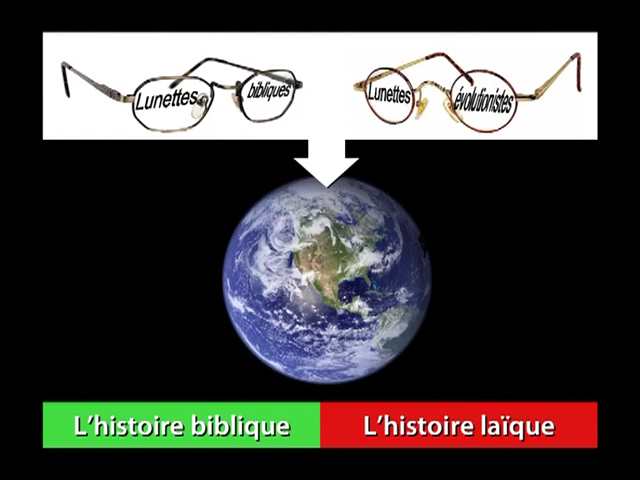 Lunettes bibliques
Lunettes évolutionistes
L'histoire biblique
L'histoire laïque